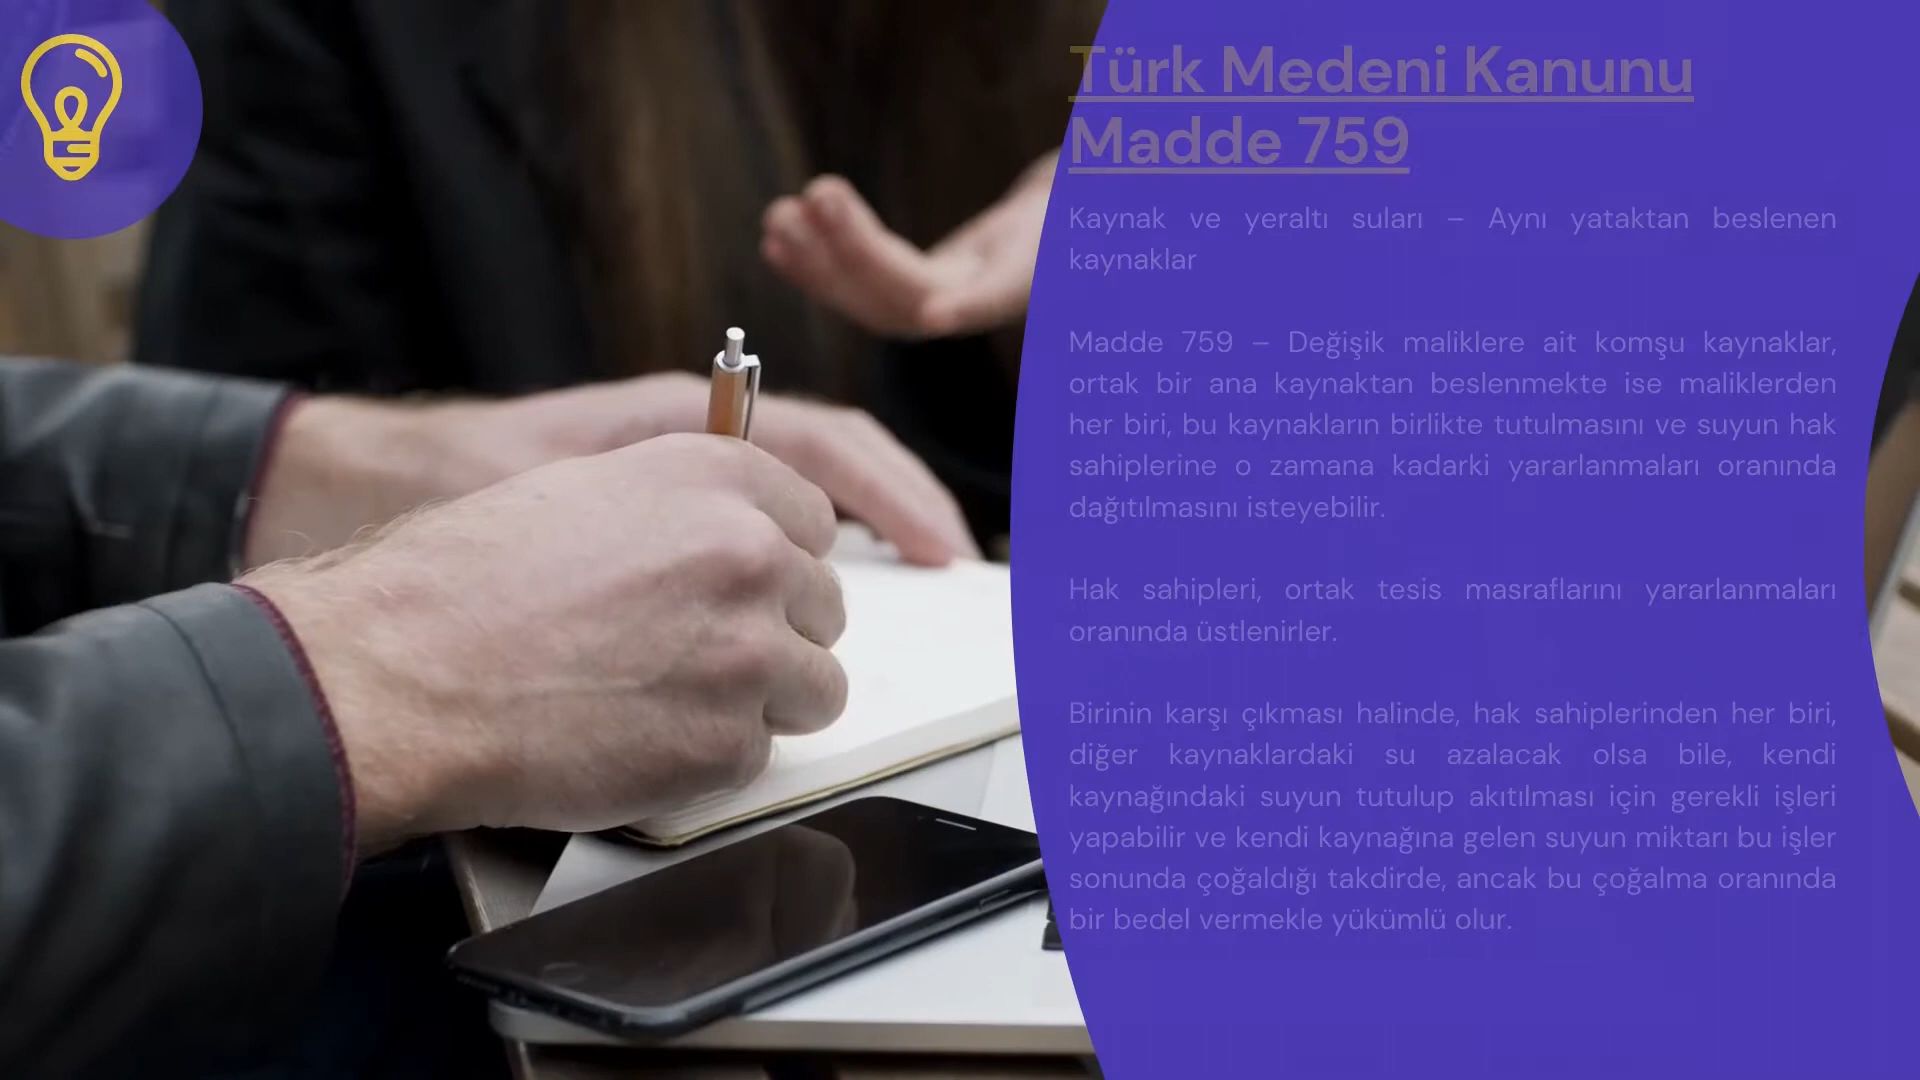 Türk Medeni Kanunu
Madde 759
Kaynak ve yeraltı suları – Aynı yataktan beslenen
kaynaklar
Madde 759 – Değişik maliklere ait komşu kaynaklar,
ortak bir ana kaynaktan beslenmekte ise maliklerden
her biri, bu kaynakların birlikte tutulmasını ve suyun hak
sahiplerine o zamana kadarki yararlanmaları oranında
dağıtılmasını isteyebilir.
Hak sahipleri, ortak tesis masraflarını yararlanmaları
oranında üstlenirler.
Birinin karşı çıkması halinde, hak sahiplerinden her biri,
diğer kaynaklardaki su azalacak olsa bile, kendi
kaynağındaki suyun tutulup akıtılması için gerekli işleri
yapabilir ve kendi kaynağına gelen suyun miktarı bu işler
sonunda çoğaldığı takdirde, ancak bu çoğalma oranında
bir bedel vermekle yükümlü olur.